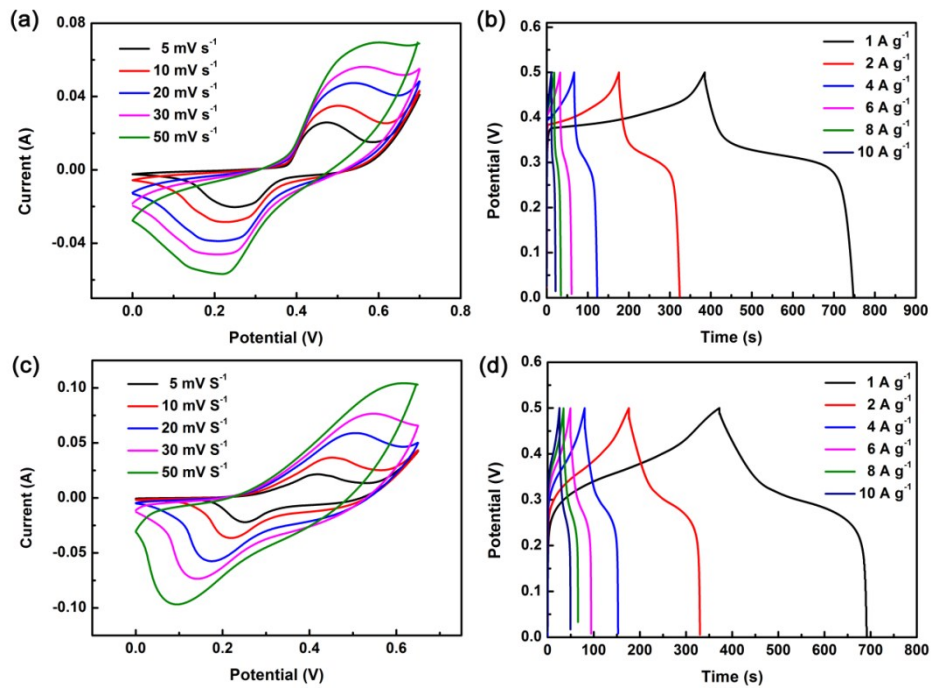 (a)
0.08
0.04
0.00
-0.04
Current (A)
5 mV s⁻¹
10 mV s⁻¹
20 mV s⁻¹
30 mV s⁻¹
50 mV s⁻¹
0.0 0.2 0.4 0.6 0.8
Potential (V)
(b)
0.6
0.5
0.4
0.3
0.2
0.1
0.0
Potential (V)
1 A g⁻¹
2 A g⁻¹
4 A g⁻¹
6 A g⁻¹
8 A g⁻¹
10 A g⁻¹
0 100 200 300 400 500 600 700 800 900
Time (s)
(c)
0.10
0.05
0.00
-0.05
-0.10
Current (A)
5 mV S⁻¹
10 mV S⁻¹
20 mV S⁻¹
30 mV S⁻¹
50 mV S⁻¹
0.0 0.2 0.4 0.6
Potential (V)
(d)
0.6
0.5
0.4
0.3
0.2
0.1
0.0
Potential (V)
1 A g⁻¹
2 A g⁻¹
4 A g⁻¹
6 A g⁻¹
8 A g⁻¹
10 A g⁻¹
0 100 200 300 400 500 600 700 800
Time (s)